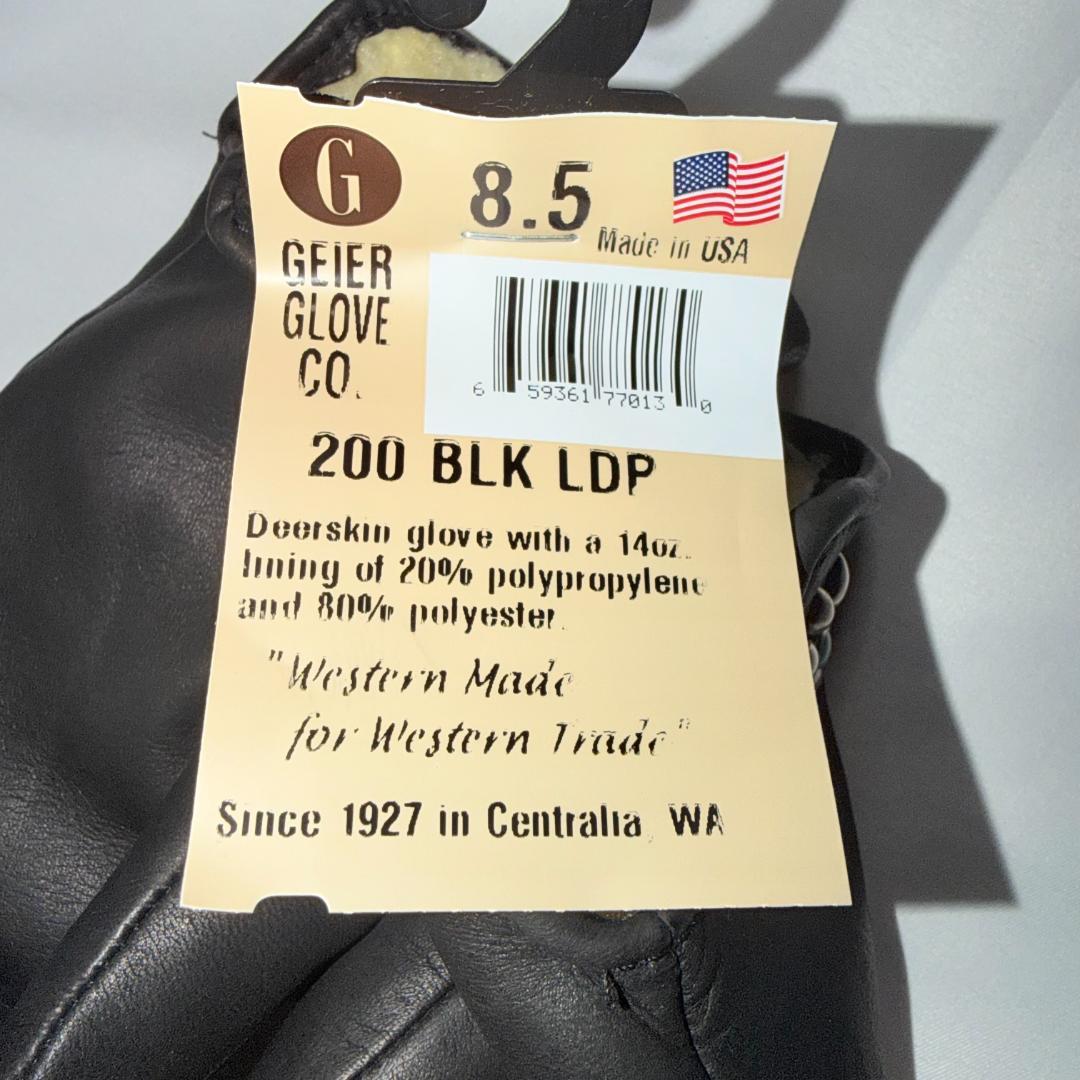 G
8.5
Made in USA
GEIER
GLOVE
CO.
6 59361 77013 0
200 BLK LDP
Deerskin glove with a 14oz.
lining of 20% polypropylene
and 80% polyester.
"Western Made
for Western Trade"
Since 1927 in Centralia, WA